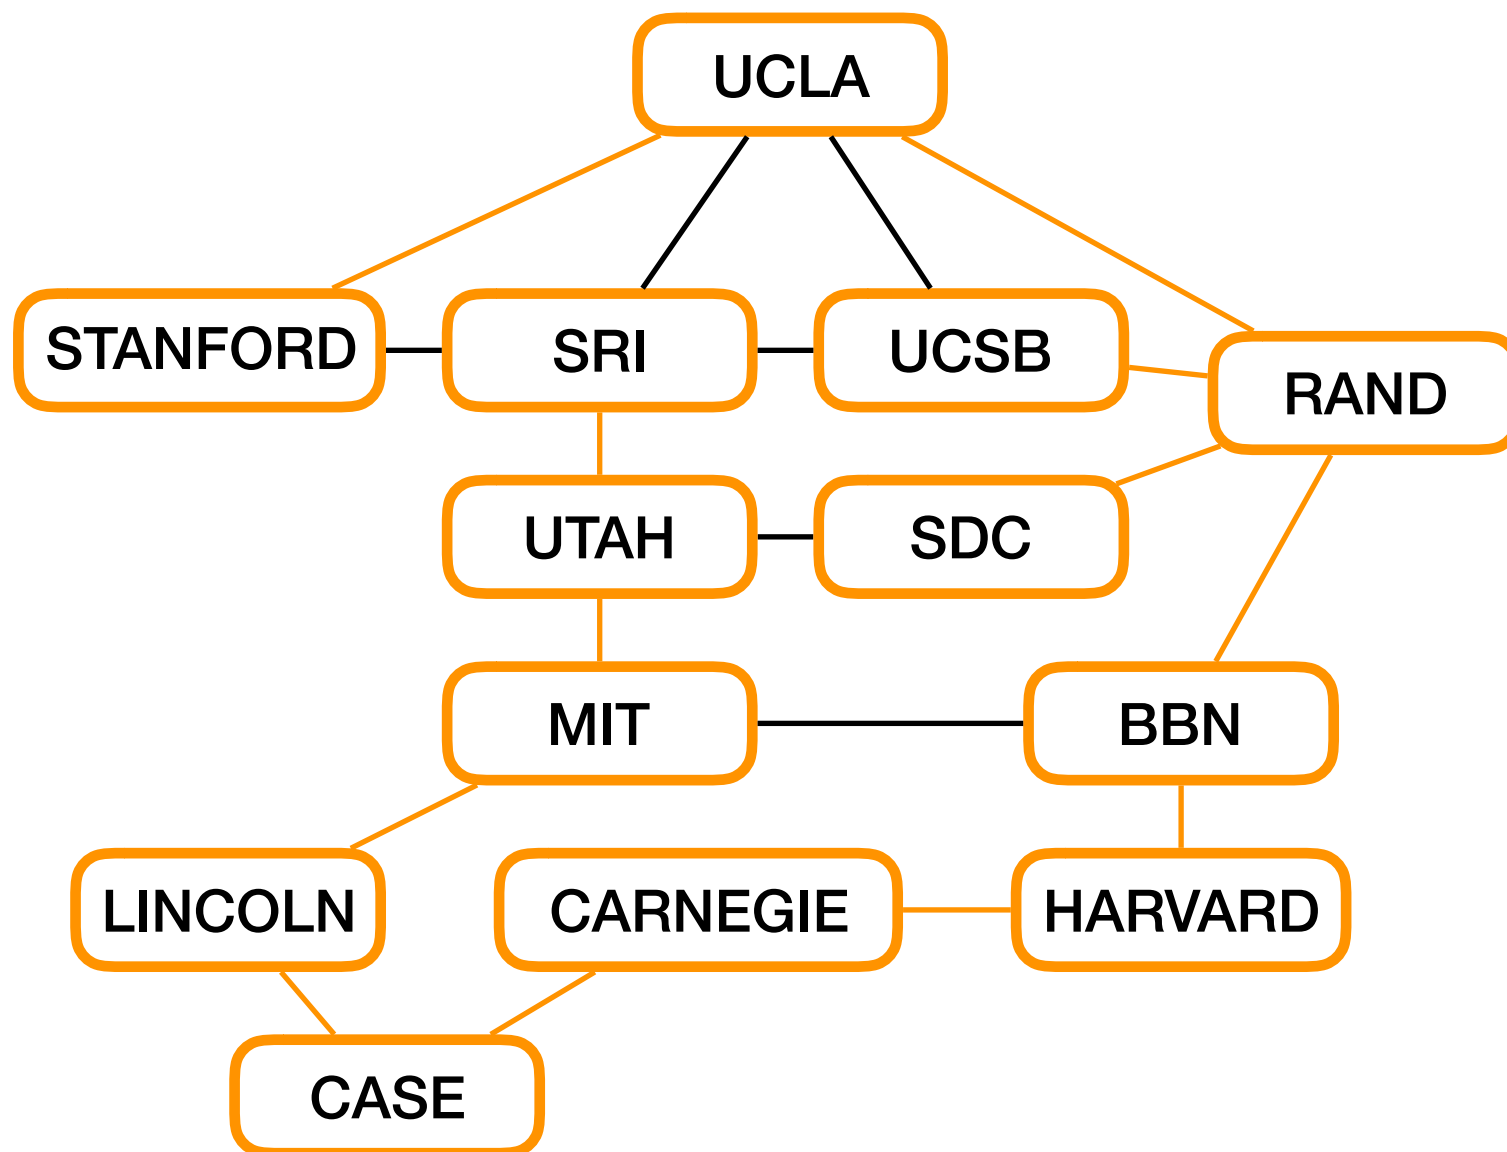 UCLA
STANFORD
SRI
UCSB
RAND
UTAH
SDC
MIT
BBN
LINCOLN
CARNEGIE
HARVARD
CASE